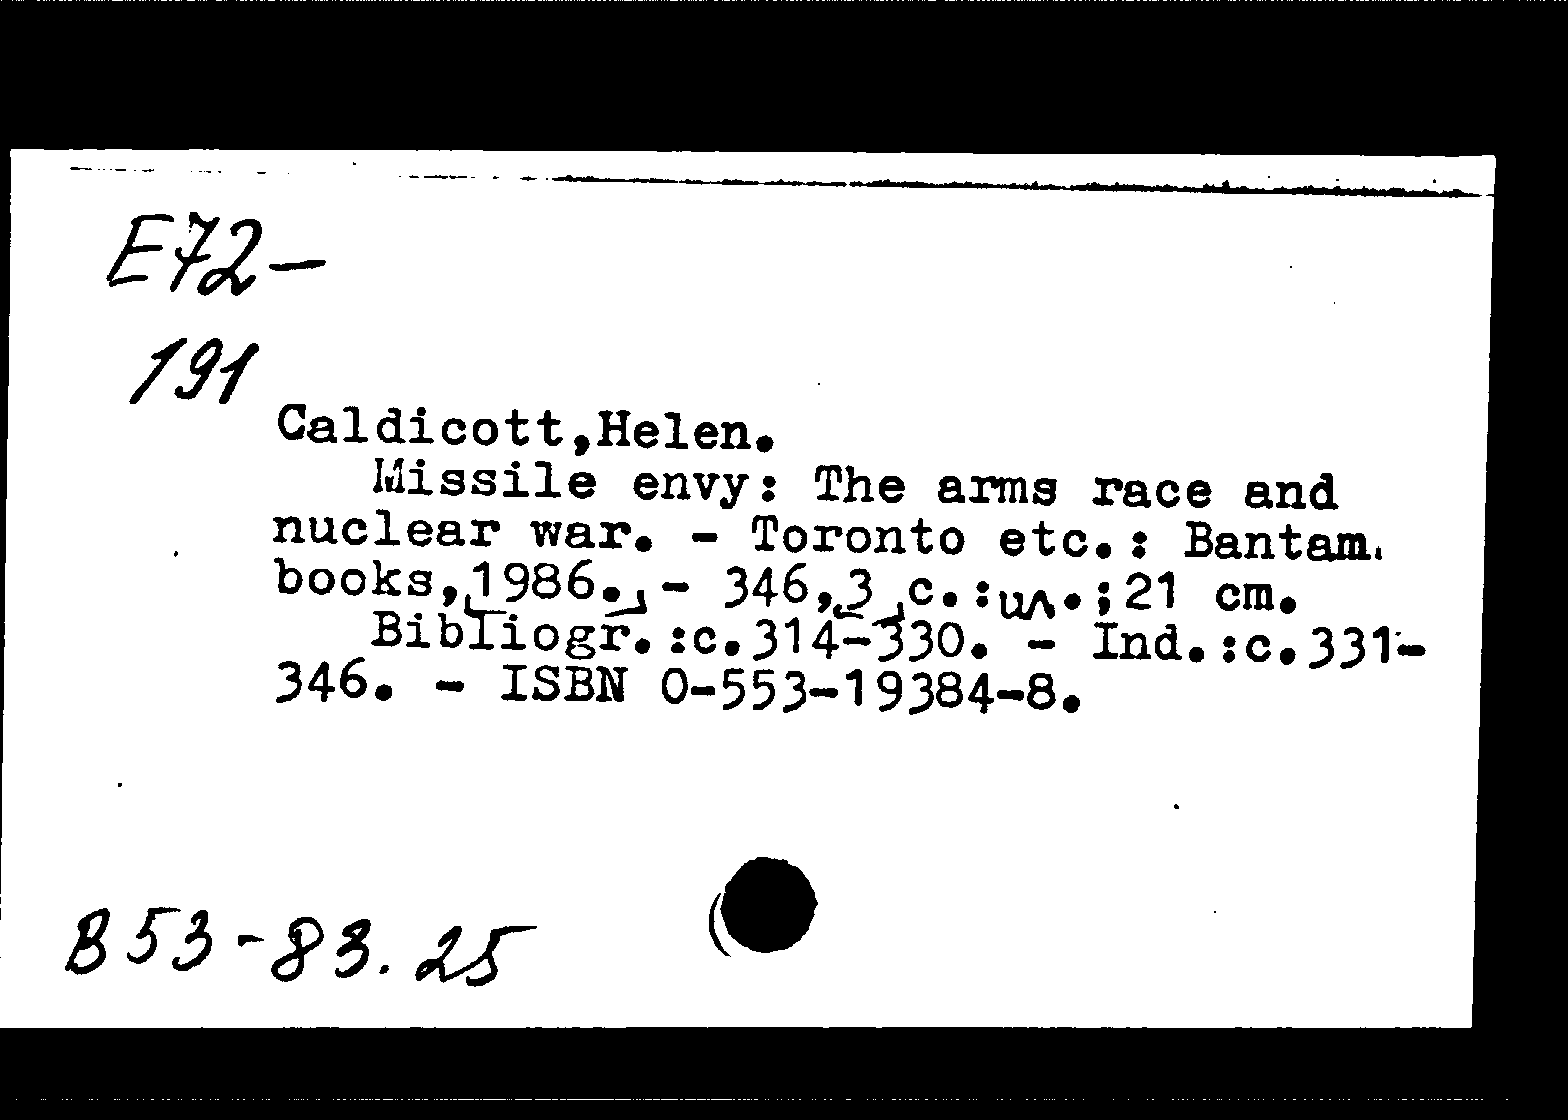 E72-
191
Caldicott,Helen.
Missile envy: The arms race and
nuclear war. - Toronto etc.: Bantam.
books,[1986.] - 346,[3]c.:ил.;21 cm.
Bibliogr.:c.314-330. - Ind.:c.331-
346. - ISBN 0-553-19384-8.
B53-83.25